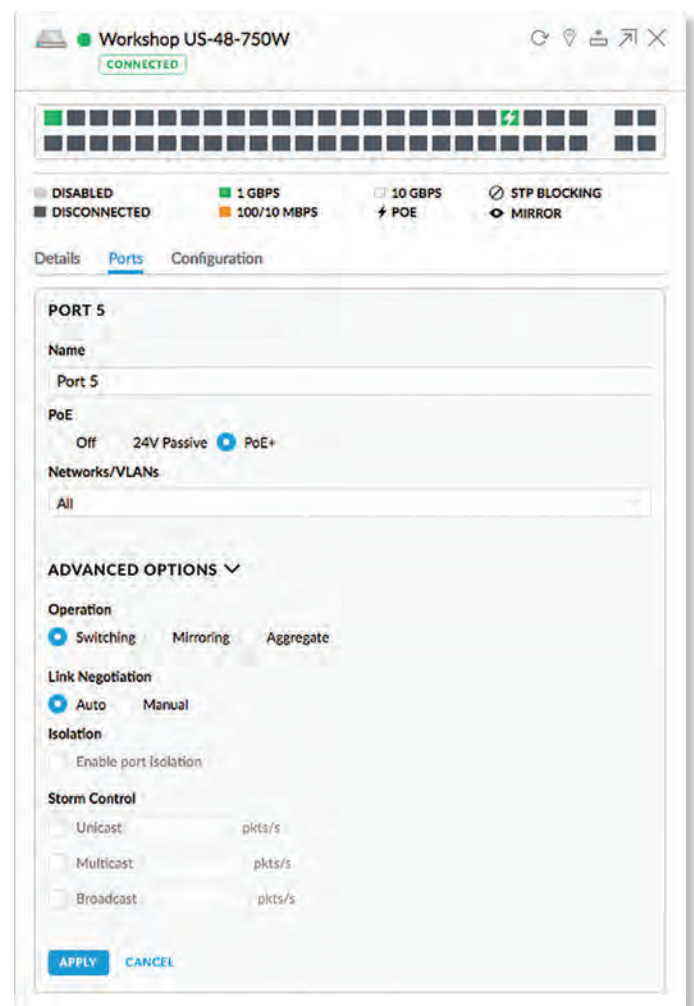 Workshop US-48-750W
CONNECTED
DISABLED 1 GBPS 10 GBPS STP BLOCKING
DISCONNECTED 100/10 MBPS POE MIRROR
Details Ports Configuration
PORT 5
Name
Port 5
PoE
Off 24V Passive PoE+
Networks/VLANs
All
ADVANCED OPTIONS
Operation
Switching Mirroring Aggregate
Link Negotiation
Auto Manual
Isolation
Enable port isolation
Storm Control
Unicast pkts/s
Multicast pkts/s
Broadcast pkts/s
APPLY CANCEL